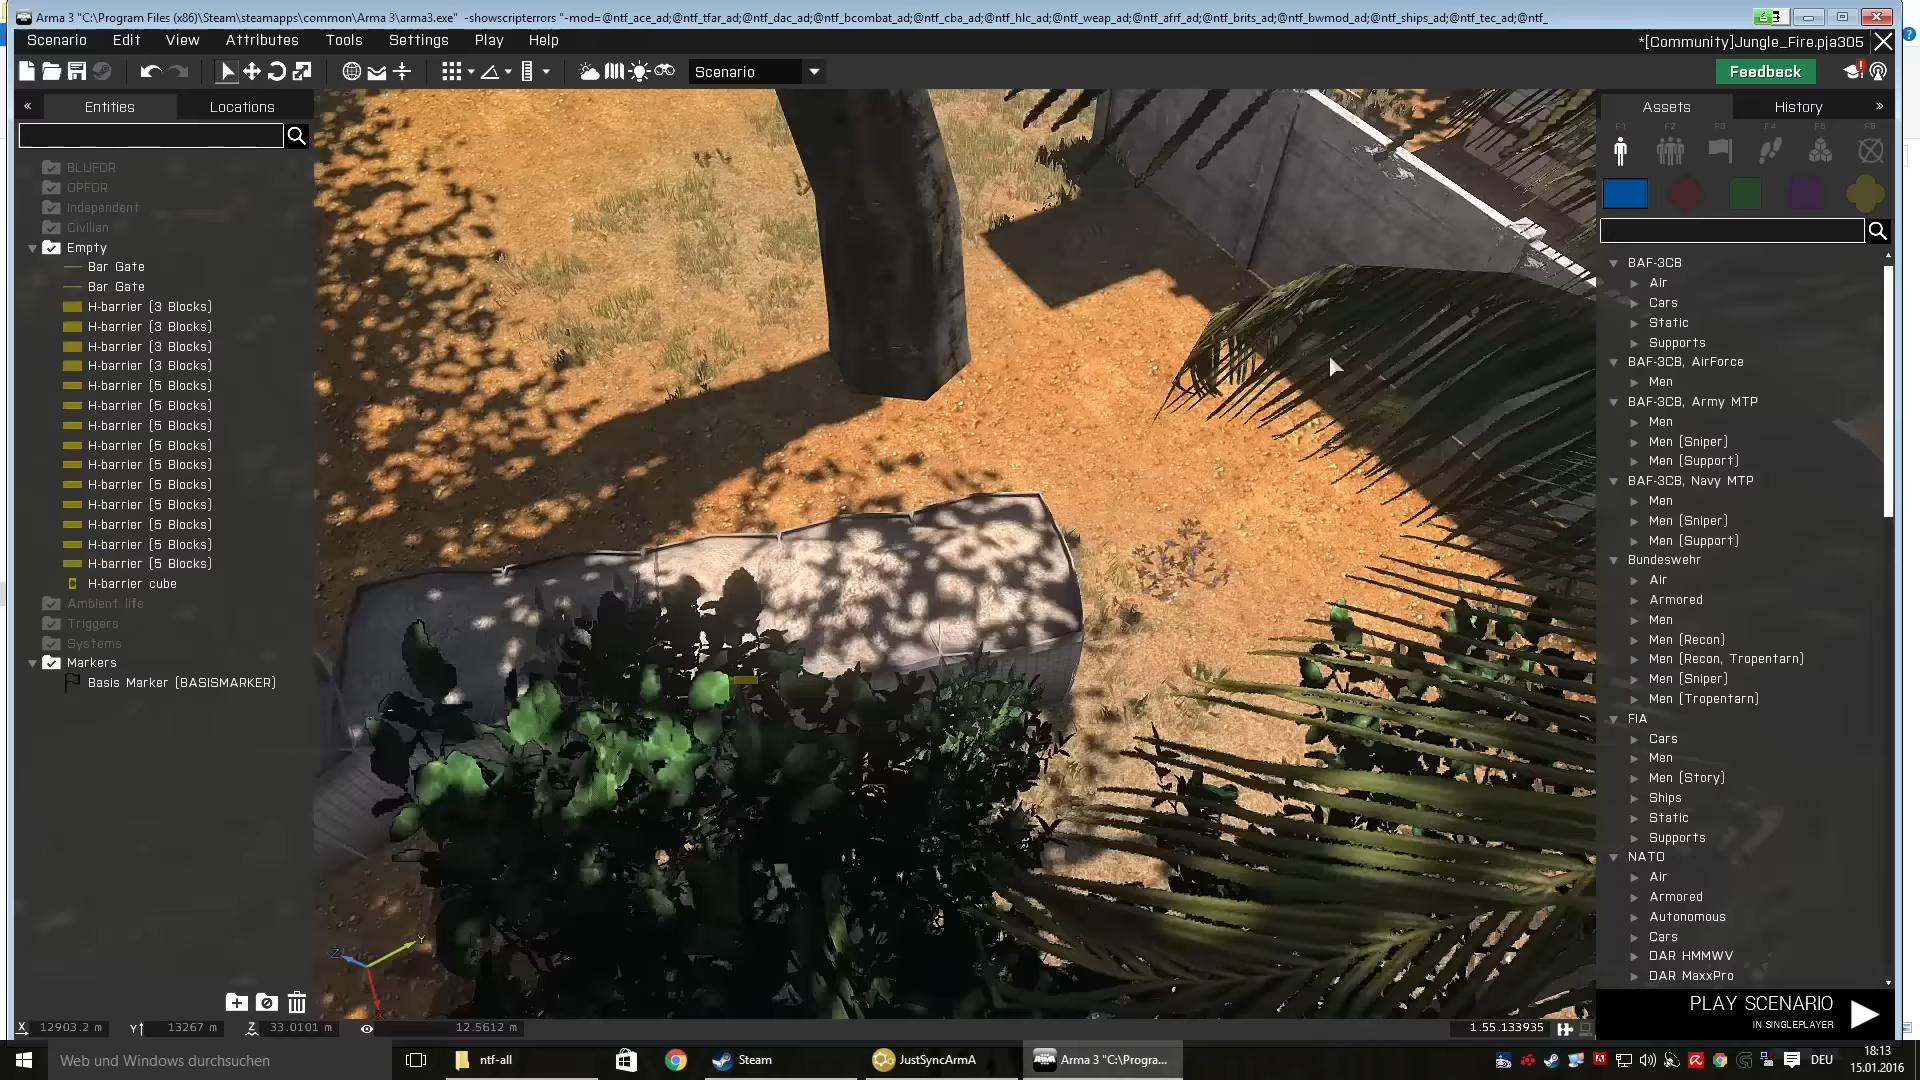 Arma 3 "C:\Program Files (x86)\Steam\steamapps\common\Arma 3\arma3.exe" -showscripterrors "-mod=@ntf_ace_ad;@ntf_tfar_ad;@ntf_dac_ad;@ntf_bcombat_ad;@ntf_cba_ad;@ntf_hlc_ad;@ntf_weap_ad;@ntf_afrf_ad;@ntf_brits_ad;@ntf_bwmod_ad;@ntf_ships_ad;@ntf_tec_ad;@ntf_
Scenario Edit View Attributes Tools Settings Play Help
*[Community]Jungle_Fire.pja305
Scenario
Feedback
Entities Locations
BLUFOR
OPFOR
Independent
Civilian
Empty
Bar Gate
Bar Gate
H-barrier (3 Blocks)
H-barrier (3 Blocks)
H-barrier (3 Blocks)
H-barrier (3 Blocks)
H-barrier (5 Blocks)
H-barrier (5 Blocks)
H-barrier (5 Blocks)
H-barrier (5 Blocks)
H-barrier (5 Blocks)
H-barrier (5 Blocks)
H-barrier (5 Blocks)
H-barrier (5 Blocks)
H-barrier (5 Blocks)
H-barrier (5 Blocks)
H-barrier cube
Ambient life
Triggers
Systems
Markers
Basis Marker (BASISMARKER)
Assets History
F1 F2 F3 F4 F5 F6
BAF-3CB
Air
Cars
Static
Supports
BAF-3CB, AirForce
Men
BAF-3CB, Army MTP
Men
Men (Sniper)
Men (Support)
BAF-3CB, Navy MTP
Men
Men (Sniper)
Men (Support)
Bundeswehr
Air
Armored
Men
Men (Recon)
Men (Recon, Tropentarn)
Men (Sniper)
Men (Tropentarn)
FIA
Cars
Men
Men (Story)
Ships
Static
Supports
NATO
Air
Armored
Autonomous
Cars
DAR HMMWV
DAR MaxxPro
PLAY SCENARIO
IN SINGLEPLAYER
Z Y X
X 12903.2 m Y 13267 m Z 33.0101 m 12.5612 m
1.55.133935
Web und Windows durchsuchen
ntf-all
Steam
JustSyncArmA
Arma 3 "C:\Progra...
DEU
18:13
15.01.2016